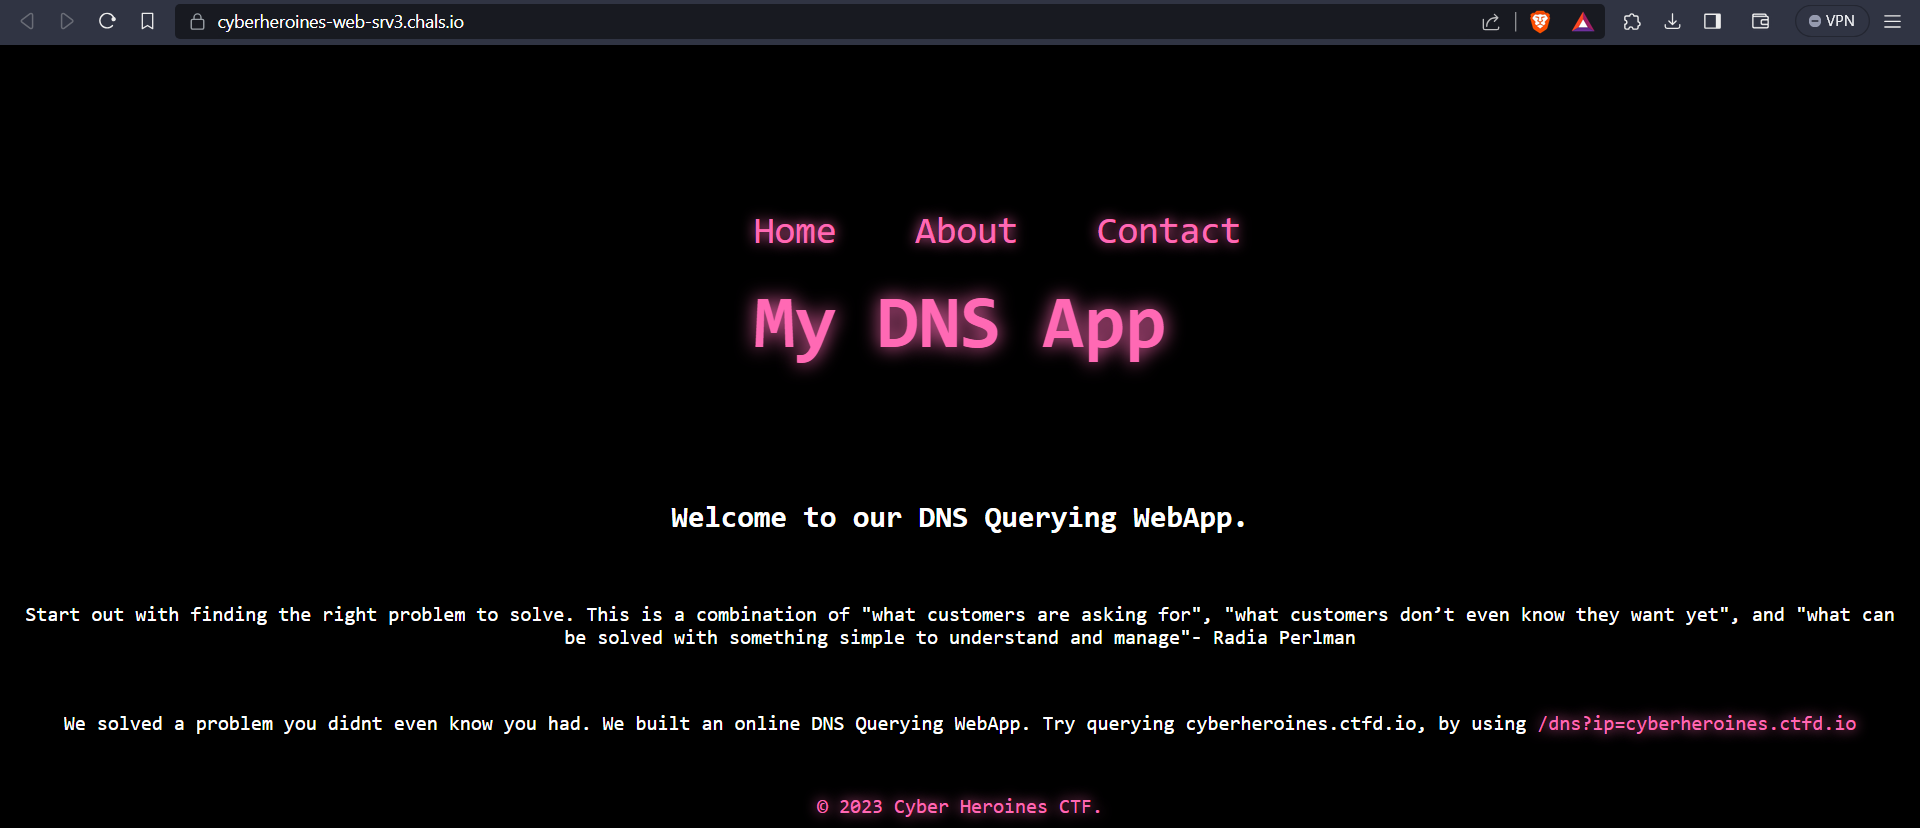 cyberheroines-web-srv3.chals.io
VPN
Home About Contact
My DNS App
Welcome to our DNS Querying WebApp.
Start out with finding the right problem to solve. This is a combination of "what customers are asking for", "what customers don’t even know they want yet", and "what can
be solved with something simple to understand and manage"- Radia Perlman
We solved a problem you didnt even know you had. We built an online DNS Querying WebApp. Try querying cyberheroines.ctfd.io, by using /dns?ip=cyberheroines.ctfd.io
© 2023 Cyber Heroines CTF.